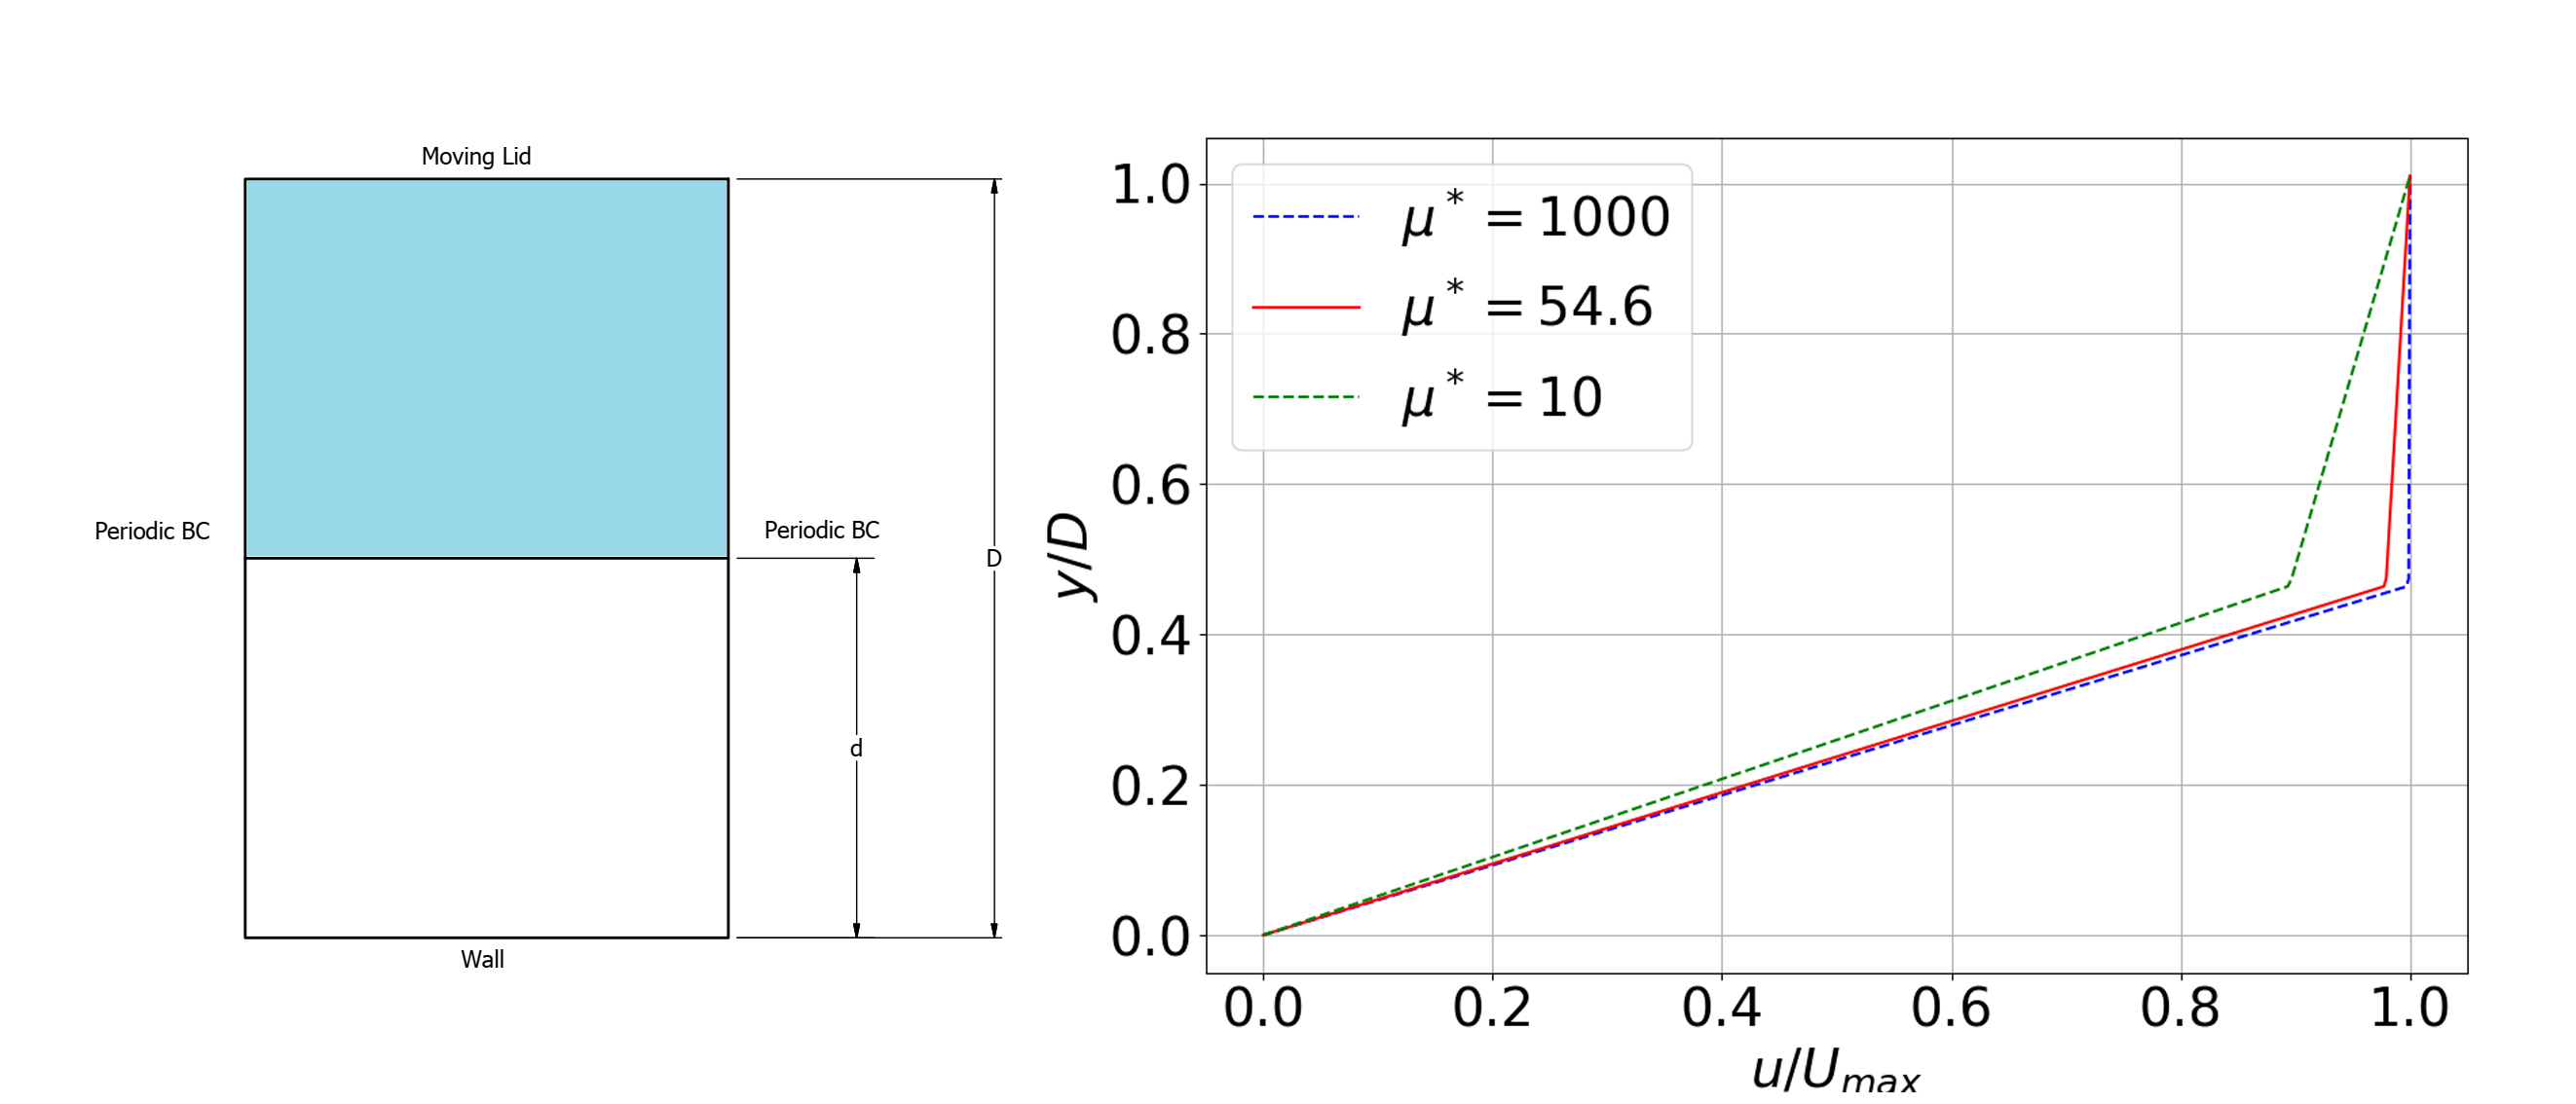 Moving Lid
Periodic BC
Periodic BC
D
d
Wall
μ* = 1000
μ* = 54.6
μ* = 10
y/D
1.0
0.8
0.6
0.4
0.2
0.0
0.0 0.2 0.4 0.6 0.8 1.0
u/U_max